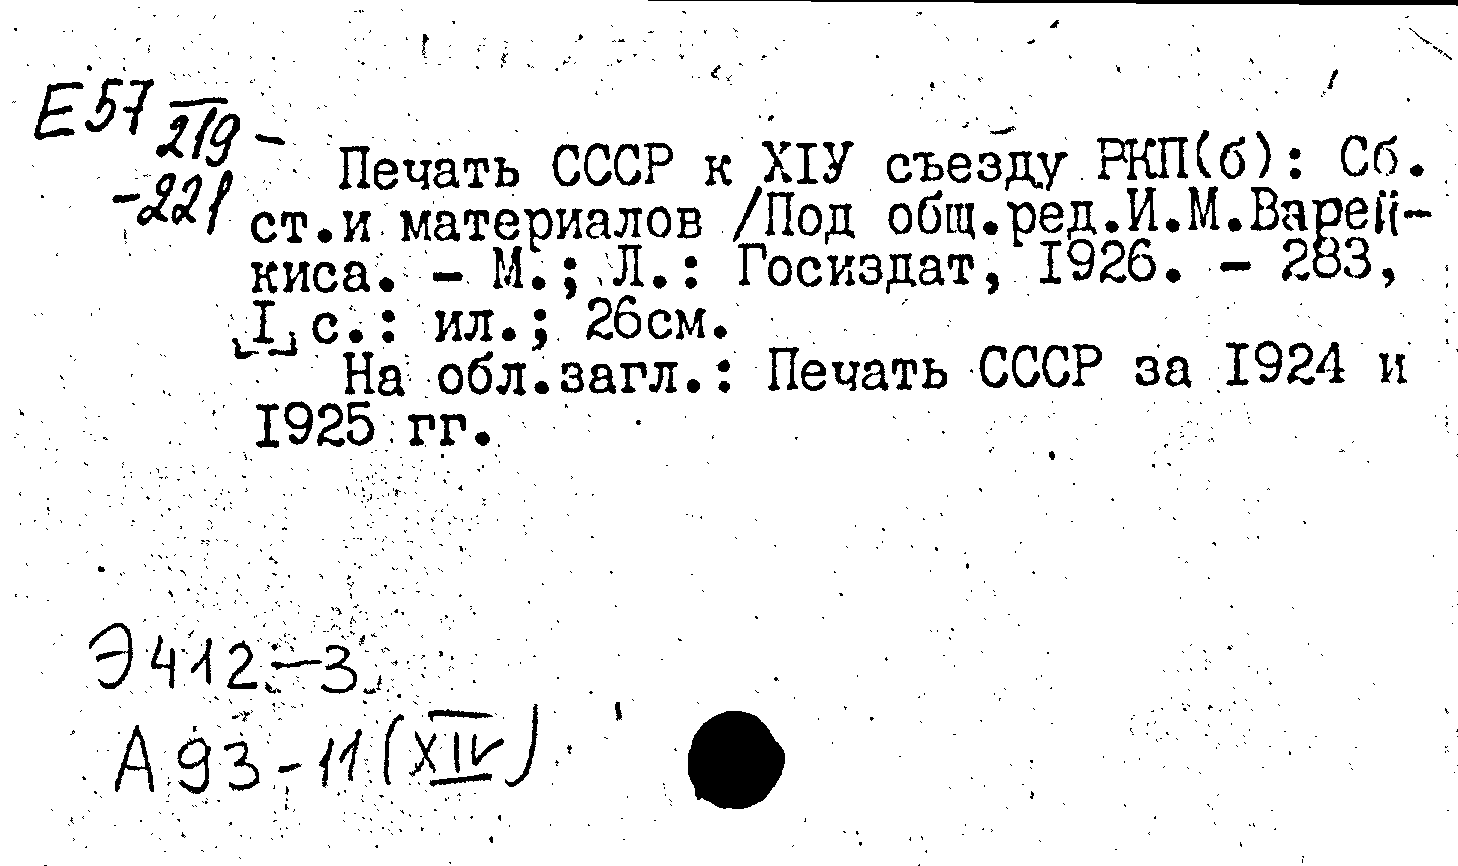 Е 57 219-
-221
Печать СССР к XIУ съезду РКП(б): Сб.
ст.и материалов /Под общ.ред.И.М.Варей-
киса. - М.; Л.: Госиздат, I926. - 283,
[I] с.: ил.; 26см.
На обл.загл.: Печать СССР за I924 и
I925 гг.
Э412-3
А93-11(XIV)